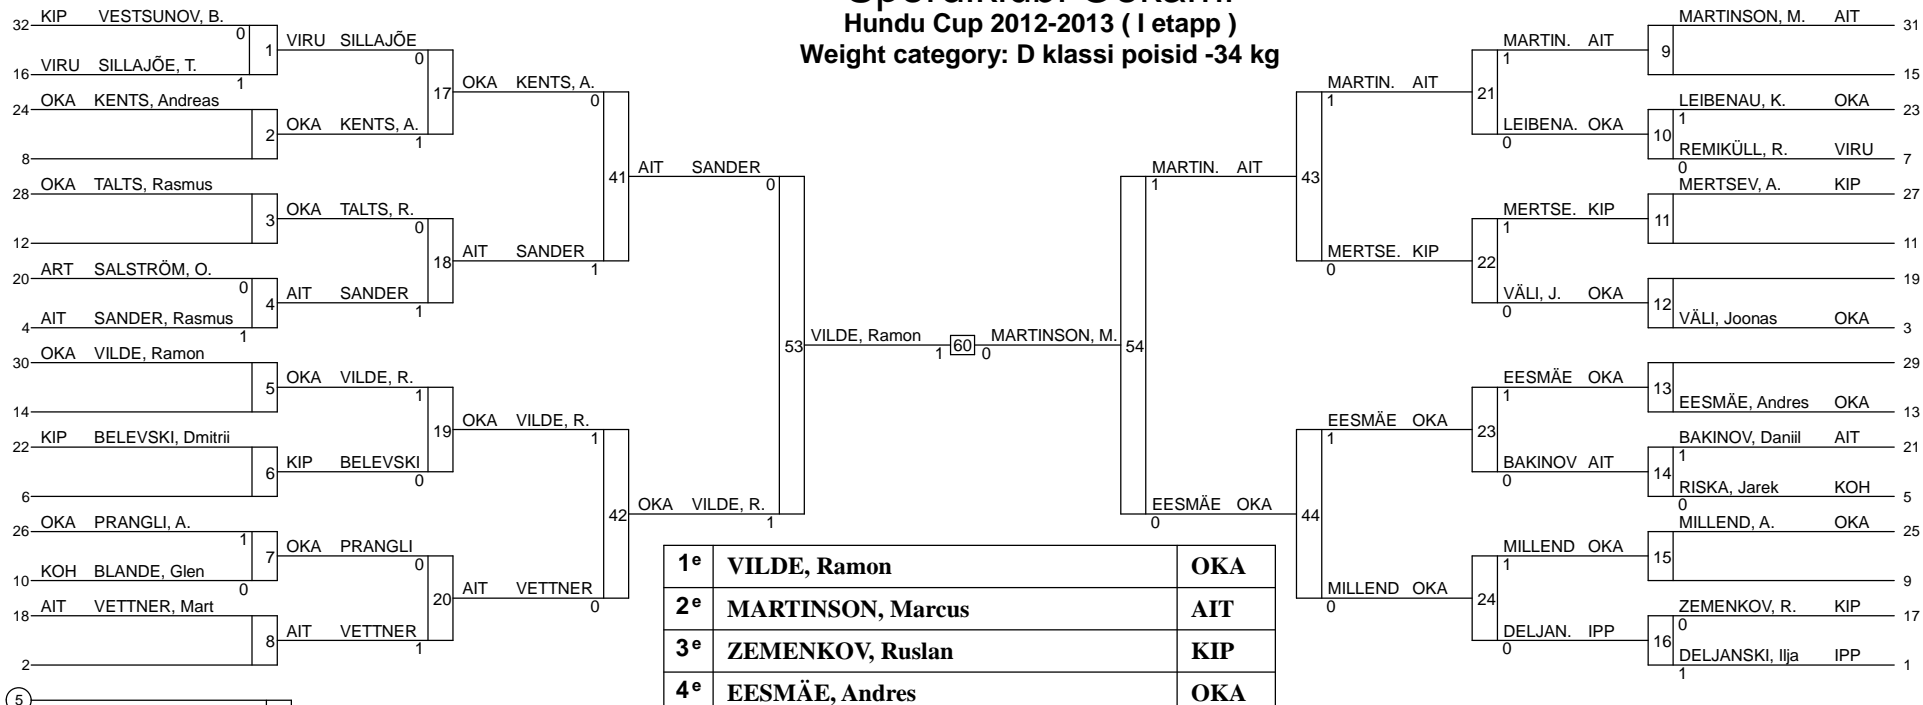 Hundu Cup 2012-2013 ( I etapp )
Weight category: D klassi poisid -34 kg
32 KIP VESTSUNOV, B.
0
1
16 VIRU SILLAJÕE, T.
1
24 OKA KENTS, Andreas
2
8
28 OKA TALTS, Rasmus
3
12
20 ART SALSTRÖM, O.
0
4
4 AIT SANDER, Rasmus
1
30 OKA VILDE, Ramon
5
14
22 KIP BELEVSKI, Dmitrii
6
6
26 OKA PRANGLI, A.
1
7
10 KOH BLANDE, Glen
0
18 AIT VETTNER, Mart
8
2
5
VIRU SILLAJÕE
0
17
OKA KENTS, A.
1
OKA TALTS, R.
0
18
AIT SANDER
1
OKA VILDE, R.
1
19
KIP BELEVSKI
0
OKA PRANGLI
0
20
AIT VETTNER
1
OKA KENTS, A.
0
41
AIT SANDER
1
OKA VILDE, R.
1
42
AIT VETTNER
0
AIT SANDER
0
53
OKA VILDE, R.
1
VILDE, Ramon
1 60 0
MARTINSON, M.
MARTIN. AIT
1
54
EESMÄE OKA
0
MARTIN. AIT
1
43
MERTSE. KIP
0
EESMÄE OKA
1
44
MILLEND OKA
0
MARTIN. AIT
1
21
LEIBENA. OKA
0
MERTSE. KIP
1
22
VÄLI, J. OKA
0
EESMÄE OKA
1
23
BAKINOV AIT
0
MILLEND OKA
1
24
DELJAN. IPP
0
MARTINSON, M. AIT 31
9
15
LEIBENAU, K. OKA 23
1
10
REMIKÜLL, R. VIRU 7
0
MERTSEV, A. KIP 27
11
11
19
12
VÄLI, Joonas OKA 3
29
13
EESMÄE, Andres OKA 13
BAKINOV, Daniil AIT 21
1
14
RISKA, Jarek KOH 5
0
MILLEND, A. OKA 25
15
9
ZEMENKOV, R. KIP 17
0
16
DELJANSKI, Ilja IPP 1
1
1e VILDE, Ramon OKA
2e MARTINSON, Marcus AIT
3e ZEMENKOV, Ruslan KIP
4e EESMÄE, Andres OKA